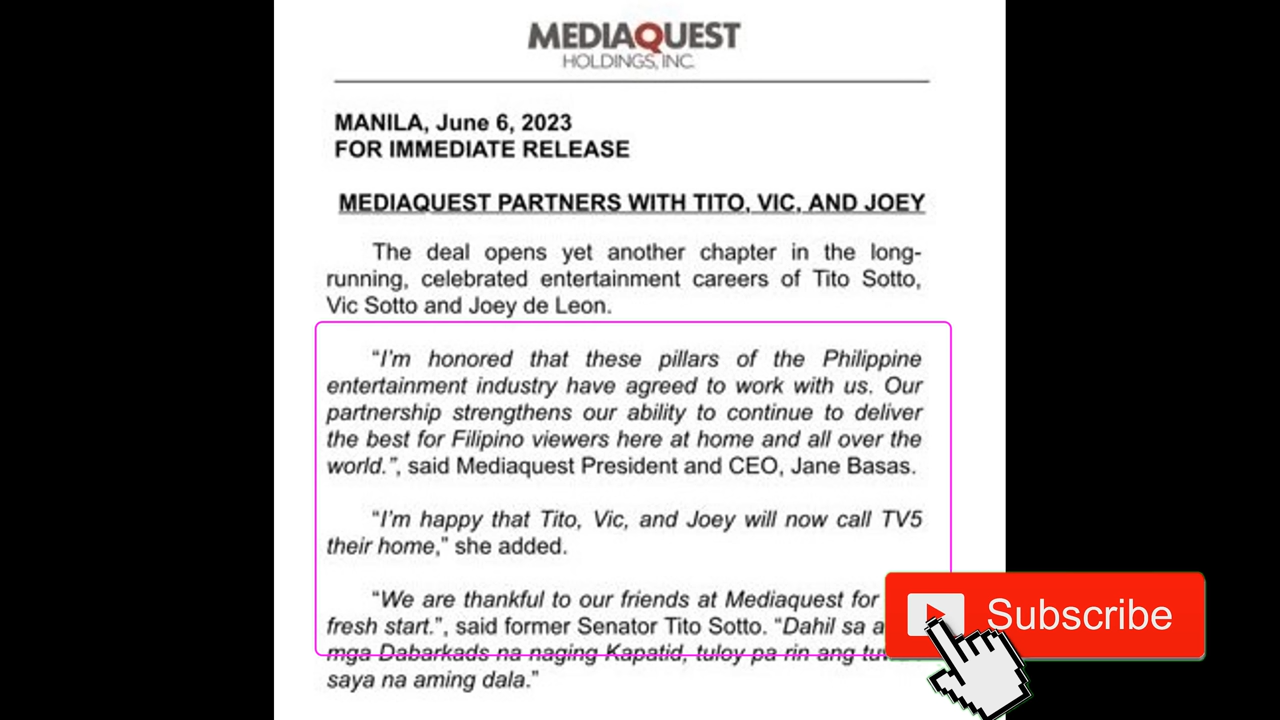 MEDIAQUEST
HOLDINGS, INC.
MANILA, June 6, 2023
FOR IMMEDIATE RELEASE
MEDIAQUEST PARTNERS WITH TITO, VIC, AND JOEY
The deal opens yet another chapter in the long-
running, celebrated entertainment careers of Tito Sotto,
Vic Sotto and Joey de Leon.
“I’m honored that these pillars of the Philippine
entertainment industry have agreed to work with us. Our
partnership strengthens our ability to continue to deliver
the best for Filipino viewers here at home and all over the
world.”, said Mediaquest President and CEO, Jane Basas.
“I’m happy that Tito, Vic, and Joey will now call TV5
their home,” she added.
“We are thankful to our friends at Mediaquest for
fresh start.”, said former Senator Tito Sotto. “Dahil sa
mga Dabarkads na naging Kapatid, tuloy pa rin ang
saya na aming dala.”
Subscribe